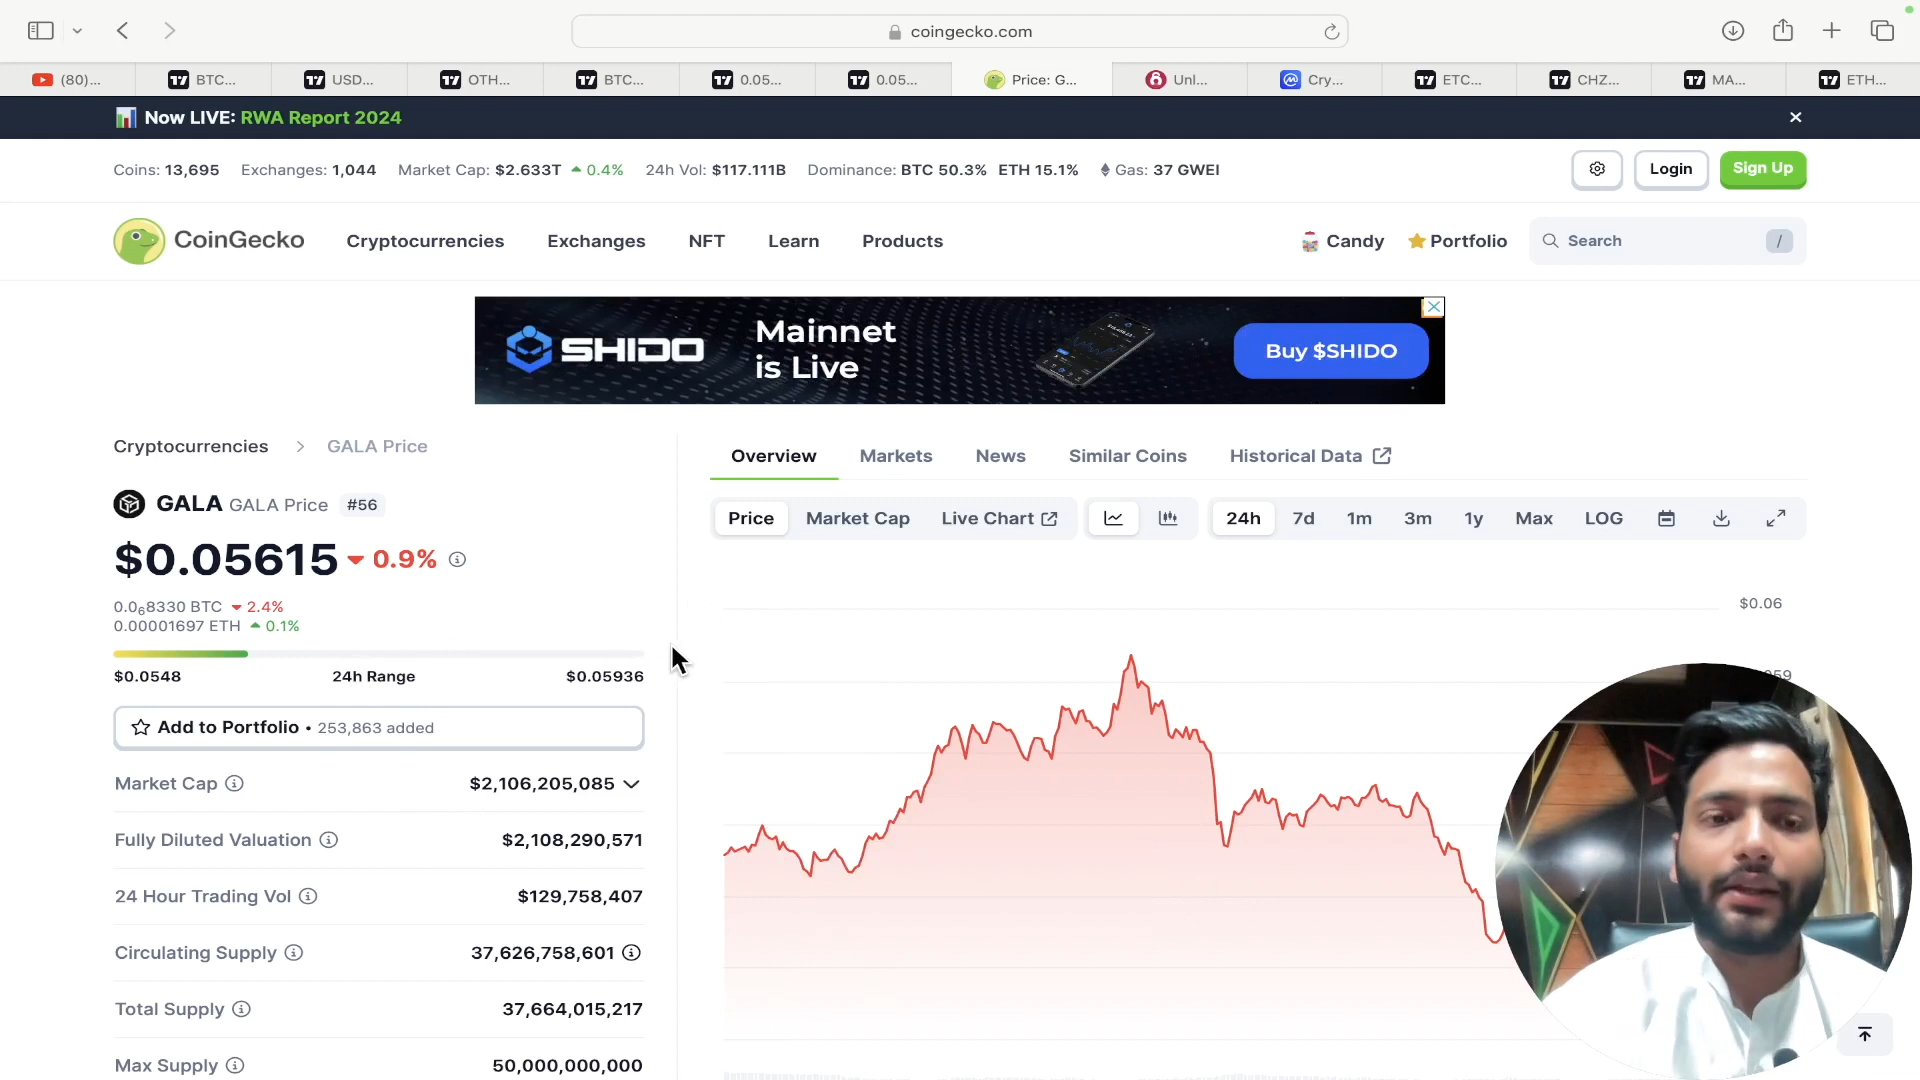 coingecko.com
(80)...
BTC...
USD...
OTH...
BTC...
0.05...
0.05...
Price: G...
Unl...
Cry...
ETC...
CHZ...
MA...
ETH...
Now LIVE: RWA Report 2024
Coins: 13,695 Exchanges: 1,044 Market Cap: $2.633T 0.4% 24h Vol: $117.111B Dominance: BTC 50.3% ETH 15.1% Gas: 37 GWEI
Login
Sign Up
CoinGecko
Cryptocurrencies Exchanges NFT Learn Products
Candy Portfolio
Search /
SHIDO
Mainnet
is Live
Buy $SHIDO
Cryptocurrencies > GALA Price
GALA GALA Price #56
$0.05615 0.9%
0.0₆8330 BTC 2.4%
0.00001697 ETH 0.1%
$0.0548 24h Range $0.05936
Add to Portfolio • 253,863 added
Market Cap $2,106,205,085
Fully Diluted Valuation $2,108,290,571
24 Hour Trading Vol $129,758,407
Circulating Supply 37,626,758,601
Total Supply 37,664,015,217
Max Supply 50,000,000,000
Overview Markets News Similar Coins Historical Data
Price Market Cap Live Chart
24h 7d 1m 3m 1y Max LOG
$0.06